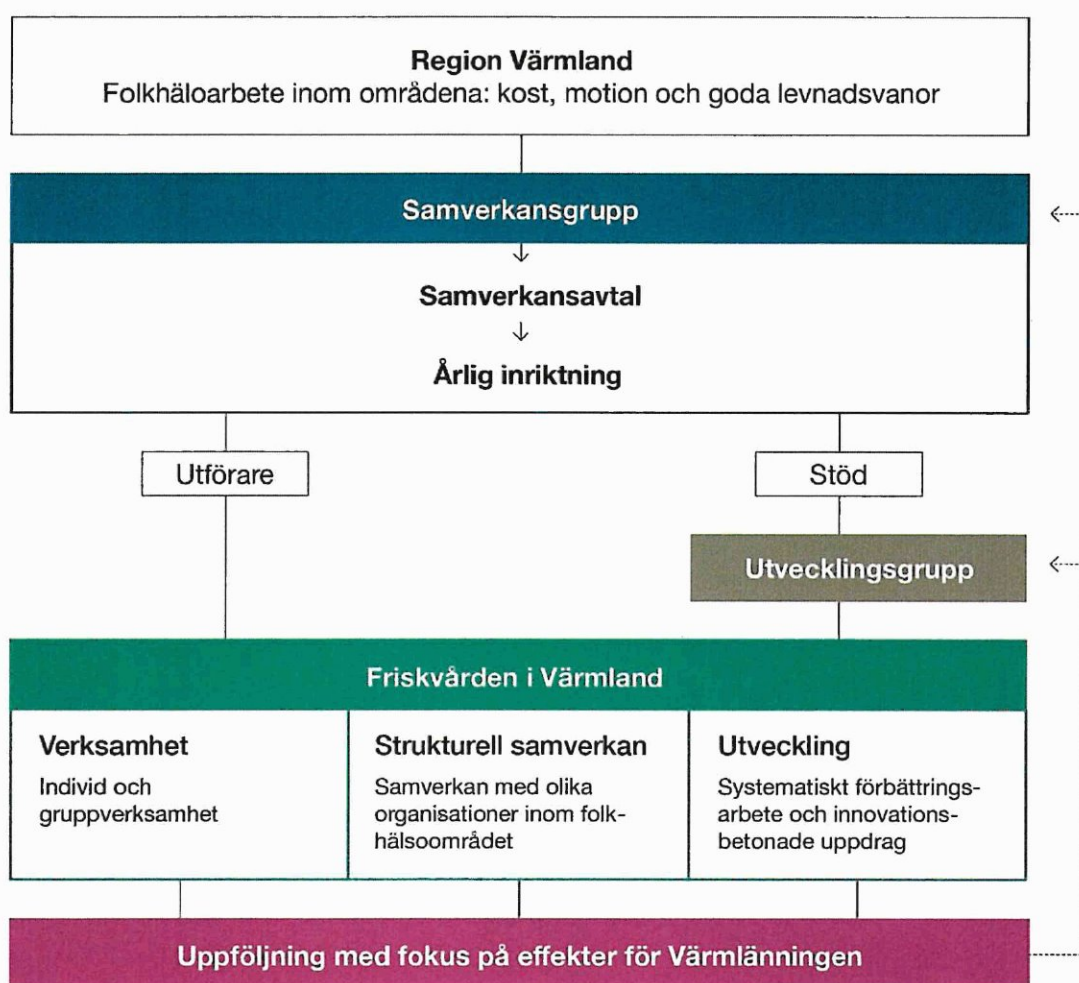 Region Värmland
Folkhäloarbete inom områdena: kost, motion och goda levnadsvanor
Samverkansgrupp
Samverkansavtal
Årlig inriktning
Utförare
Stöd
Utvecklingsgrupp
Friskvården i Värmland
Verksamhet
Individ och
gruppverksamhet
Strukturell samverkan
Samverkan med olika
organisationer inom folk-
hälsoområdet
Utveckling
Systematiskt förbättrings-
arbete och innovations-
betonade uppdrag
Uppföljning med fokus på effekter för Värmlänningen